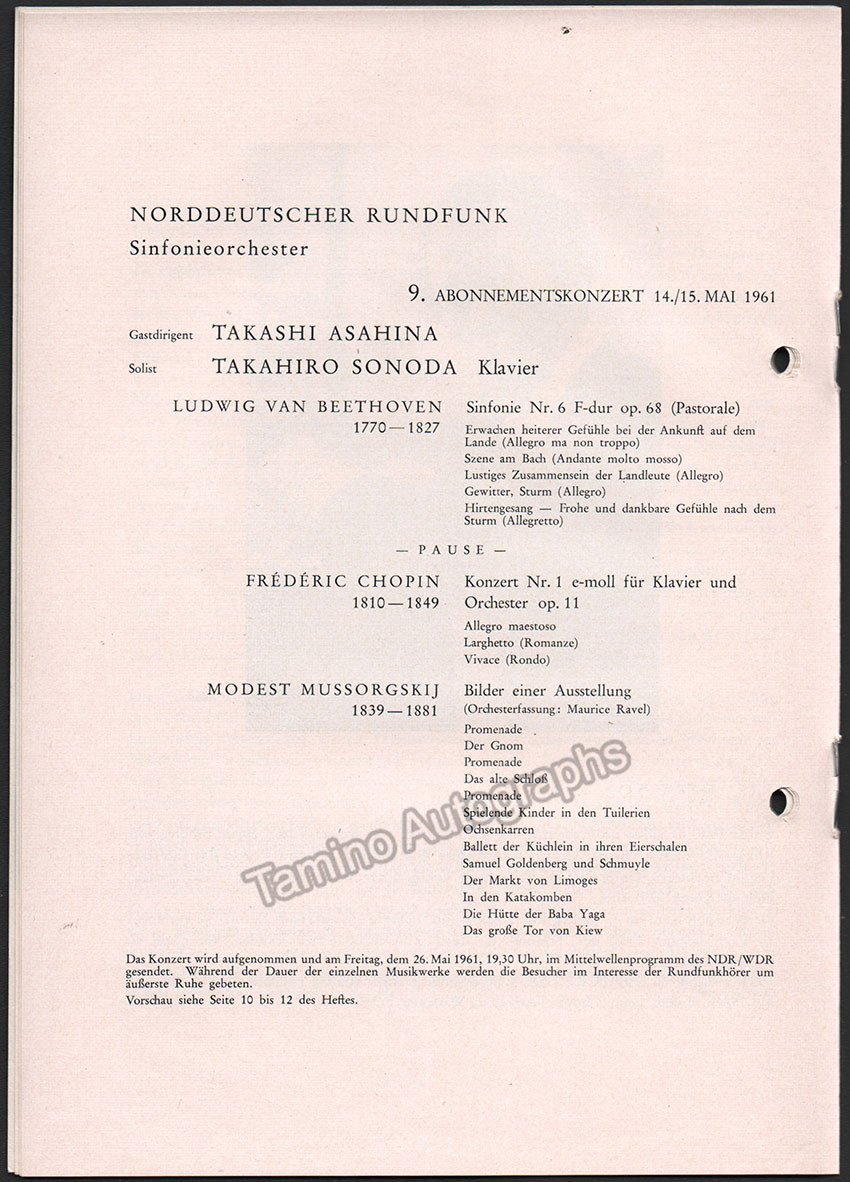 NORDDEUTSCHER RUNDFUNK
Sinfonieorchester
9. ABONNEMENTSKONZERT 14./15. MAI 1961
Gastdirigent TAKASHI ASAHINA
Solist TAKAHIRO SONODA Klavier
LUDWIG VAN BEETHOVEN Sinfonie Nr. 6 F-dur op. 68 (Pastorale)
1770—1827 Erwachen heiterer Gefühle bei der Ankunft auf dem
Lande (Allegro ma non troppo)
Szene am Bach (Andante molto mosso)
Lustiges Zusammensein der Landleute (Allegro)
Gewitter, Sturm (Allegro)
Hirtengesang — Frohe und dankbare Gefühle nach dem
Sturm (Allegretto)
— PAUSE —
FRÉDÉRIC CHOPIN Konzert Nr. 1 e-moll für Klavier und
1810—1849 Orchester op. 11
Allegro maestoso
Larghetto (Romanze)
Vivace (Rondo)
MODEST MUSSORGSKIJ Bilder einer Ausstellung
1839—1881 (Orchesterfassung: Maurice Ravel)
Promenade
Der Gnom
Promenade
Das alte Schloß
Promenade
Spielende Kinder in den Tuilerien
Ochsenkarren
Ballett der Küchlein in ihren Eierschalen
Samuel Goldenberg und Schmuyle
Der Markt von Limoges
In den Katakomben
Die Hütte der Baba Yaga
Das große Tor von Kiew
Tamino Autographs
Das Konzert wird aufgenommen und am Freitag, dem 26. Mai 1961, 19,30 Uhr, im Mittelwellenprogramm des NDR/WDR
gesendet. Während der Dauer der einzelnen Musikwerke werden die Besucher im Interesse der Rundfunkhörer um
äußerste Ruhe gebeten.
Vorschau siehe Seite 10 bis 12 des Heftes.